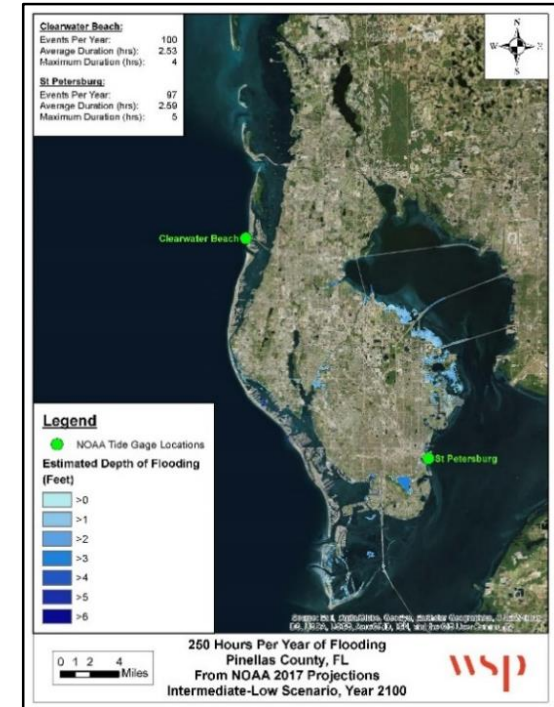 Clearwater Beach:
Events Per Year: 100
Average Duration (hrs): 2.53
Maximum Duration (hrs): 4
St Petersburg:
Events Per Year: 97
Average Duration (hrs): 2.59
Maximum Duration (hrs): 5
N
W E
S
Clearwater Beach
St Petersburg
Legend
NOAA Tide Gage Locations
Estimated Depth of Flooding
(Feet)
>0
>1
>2
>3
>4
>5
>6
Source: Esri,
0 1 2 4
Miles
250 Hours Per Year of Flooding
Pinellas County, FL
From NOAA 2017 Projections
Intermediate-Low Scenario, Year 2100
wsp